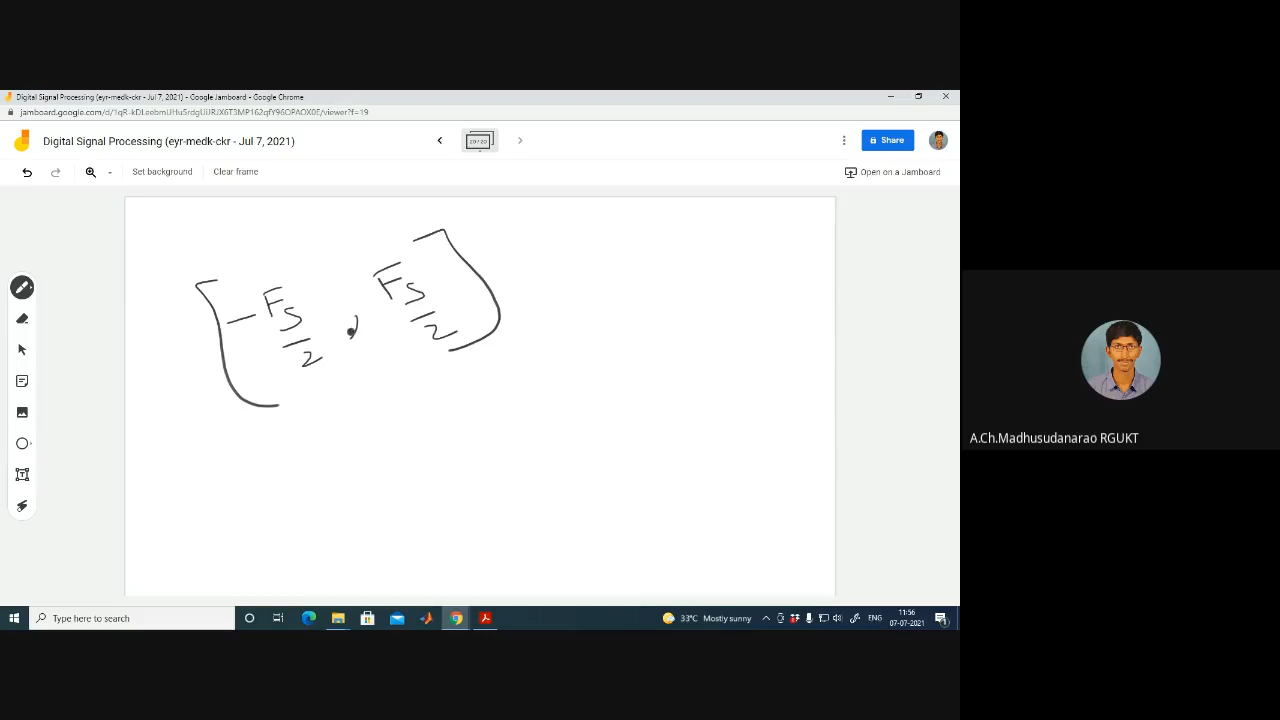 Digital Signal Processing (eyr-medk-ckr - Jul 7, 2021) - Google Jamboard - Google Chrome
Digital Signal Processing (eyr-medk-ckr - Jul 7, 2021)
20 / 20
Share
Set background
Clear frame
Open on a Jamboard
[-Fs/2 , Fs/2]
A.Ch.Madhusudanarao RGUKT
Type here to search
33°C Mostly sunny
ENG
11:56
07-07-2021